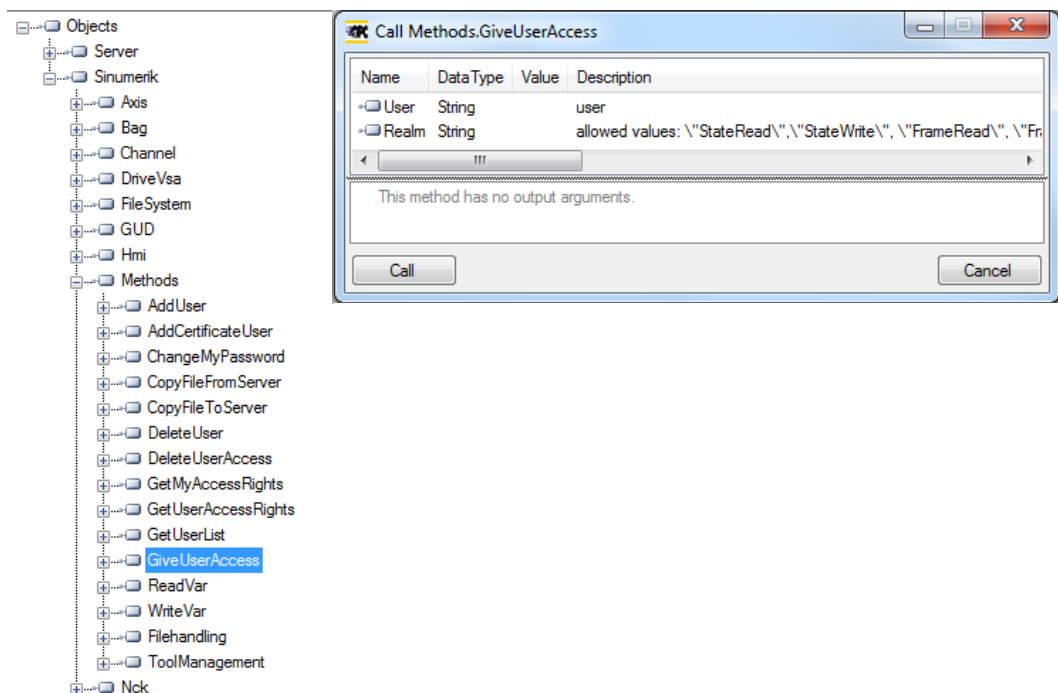 Objects
Server
Sinumerik
Axis
Bag
Channel
DriveVsa
FileSystem
GUD
Hmi
Methods
AddUser
AddCertificateUser
ChangeMyPassword
CopyFileFromServer
CopyFileToServer
DeleteUser
DeleteUserAccess
GetMyAccessRights
GetUserAccessRights
GetUserList
GiveUserAccess
ReadVar
WriteVar
Filehandling
ToolManagement
Nck
Call Methods.GiveUserAccess
Name DataType Value Description
User String user
Realm String allowed values: \"StateRead\",\"StateWrite\", \"FrameRead\", \"Fr
This method has no output arguments.
Call Cancel